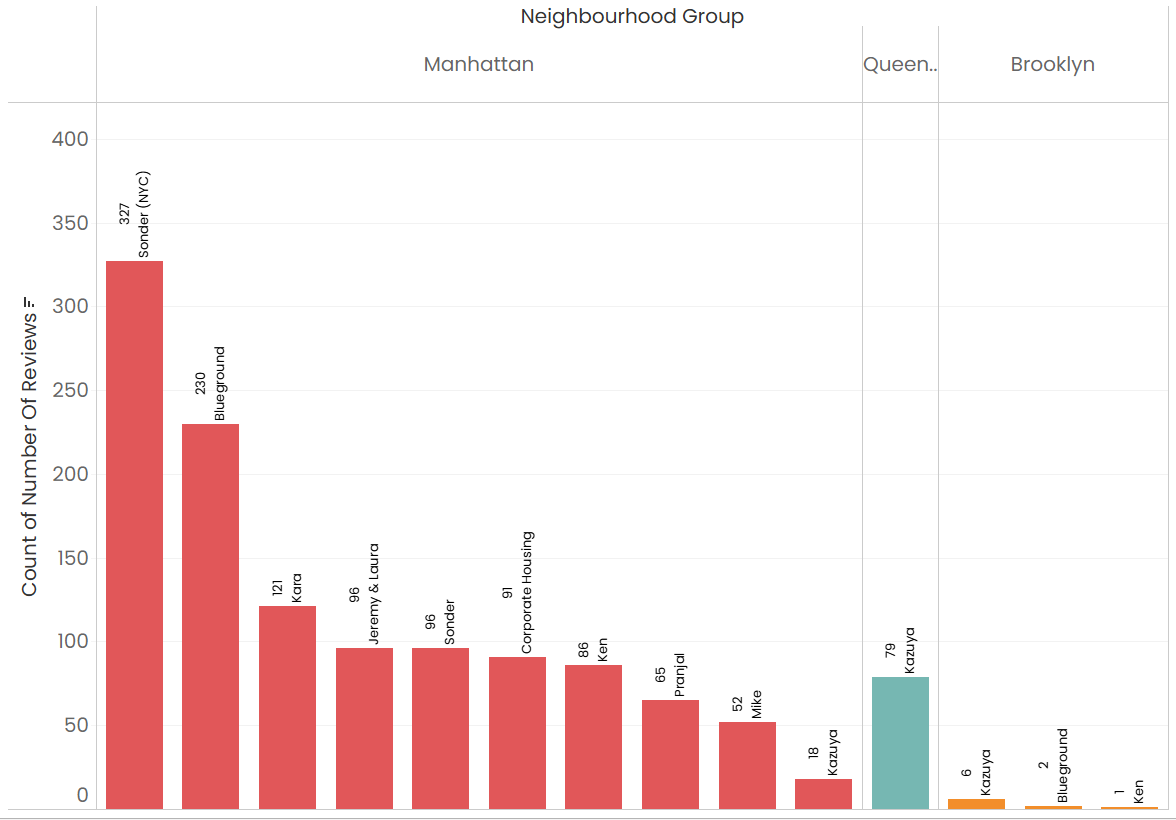 Neighbourhood Group
Manhattan
Queen..
Brooklyn
Count of Number Of Reviews
400
350
300
250
200
150
100
50
0
327
Sonder (NYC)
230
Blueground
121
Kara
96
Jeremy & Laura
96
Sonder
91
Corporate Housing
86
Ken
65
Pranjal
52
Mike
18
Kazuya
79
Kazuya
6
Kazuya
2
Blueground
1
Ken